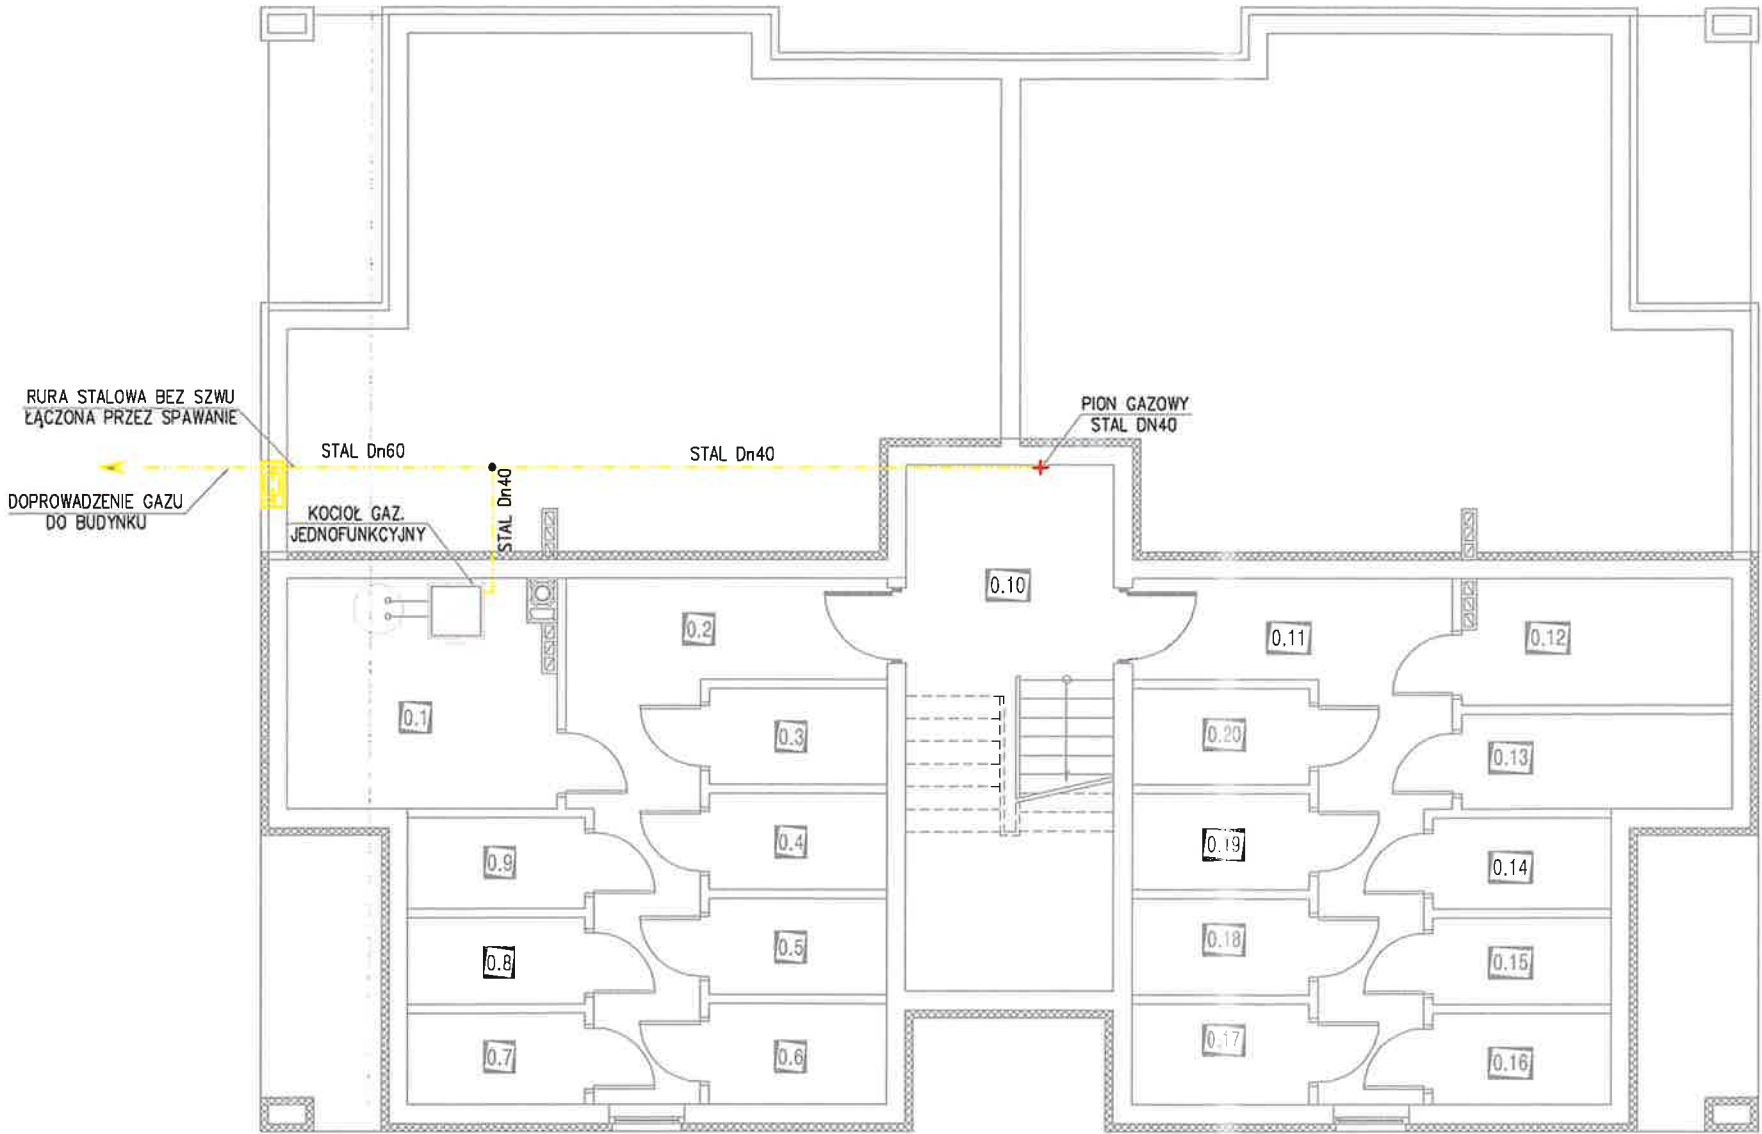 RURA STALOWA BEZ SZWU
ŁĄCZONA PRZEZ SPAWANIE
STAL Dn60
STAL Dn40
PION GAZOWY
STAL DN40
DOPROWADZENIE GAZU
DO BUDYNKU
KOCIOŁ GAZ.
JEDNOFUNKCYJNY
STAL Dn40
0.10
0.2
0.11
0.12
0.1
0.3
0.20
0.13
0.4
0.19
0.9
0.14
0.5
0.18
0.8
0.15
0.7
0.6
0.17
0.16